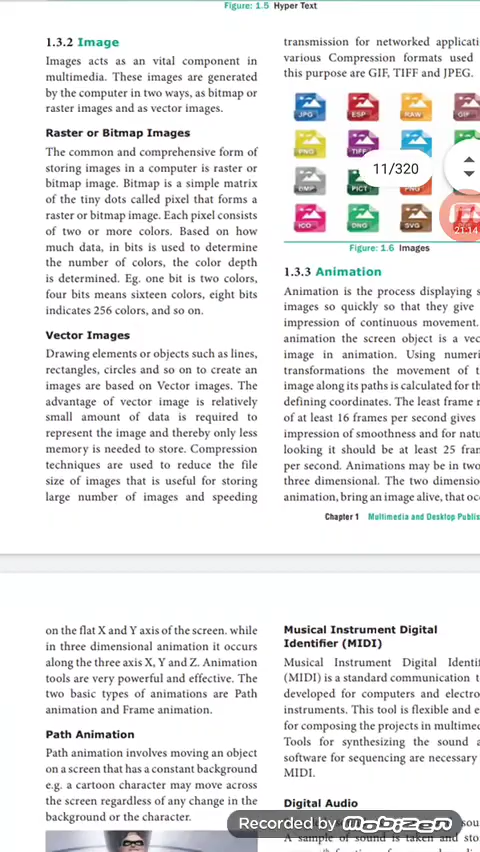 Figure: 1.5 Hyper Text
1.3.2 Image
Images acts as an vital component in
multimedia. These images are generated
by the computer in two ways, as bitmap or
raster images and as vector images.
Raster or Bitmap Images
The common and comprehensive form of
storing images in a computer is raster or
bitmap image. Bitmap is a simple matrix
of the tiny dots called pixel that forms a
raster or bitmap image. Each pixel consists
of two or more colors. Based on how
much data, in bits is used to determine
the number of colors, the color depth
is determined. Eg. one bit is two colors,
four bits means sixteen colors, eight bits
indicates 256 colors, and so on.
Vector Images
Drawing elements or objects such as lines,
rectangles, circles and so on to create an
images are based on Vector images. The
advantage of vector image is relatively
small amount of data is required to
represent the image and thereby only less
memory is needed to store. Compression
techniques are used to reduce the file
size of images that is useful for storing
large number of images and speeding
transmission for networked applicatio
various Compression formats used
this purpose are GIF, TIFF and JPEG.
JPG ESP RAW GIF
PNG TIFF
BMP PICT PNG
ICO DNG SVG
11/320
21:14
Figure: 1.6 Images
1.3.3 Animation
Animation is the process displaying s
images so quickly so that they give
impression of continuous movement.
animation the screen object is a vec
image in animation. Using numeri
transformations the movement of t
image along its paths is calculated for th
defining coordinates. The least frame r
of at least 16 frames per second gives
impression of smoothness and for natu
looking it should be at least 25 fram
per second. Animations may be in two
three dimensional. The two dimensio
animation, bring an image alive, that occ
Chapter 1 Multimedia and Desktop Publis
on the flat X and Y axis of the screen. while
in three dimensional animation it occurs
along the three axis X, Y and Z. Animation
tools are very powerful and effective. The
two basic types of animations are Path
animation and Frame animation.
Path Animation
Path animation involves moving an object
on a screen that has a constant background
e.g. a cartoon character may move across
the screen regardless of any change in the
background or the character.
Musical Instrument Digital
Identifier (MIDI)
Musical Instrument Digital Identif
(MIDI) is a standard communication t
developed for computers and electro
instruments. This tool is flexible and e
for composing the projects in multimed
Tools for synthesizing the sound a
software for sequencing are necessary
MIDI.
Digital Audio
Recorded by mobizen
A sample of sound is taken and sto